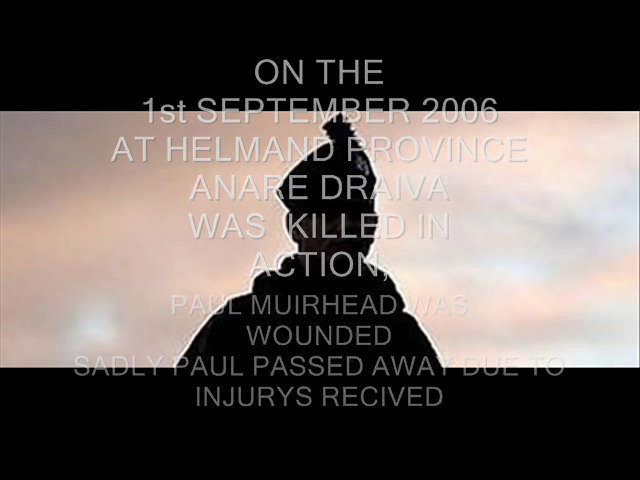 ON THE
1st SEPTEMBER 2006
AT HELMAND PROVINCE
ANARE DRAIVA
WAS KILLED IN
ACTION,
PAUL MUIRHEAD WAS
WOUNDED
SADLY PAUL PASSED AWAY DUE TO
INJURYS RECIVED